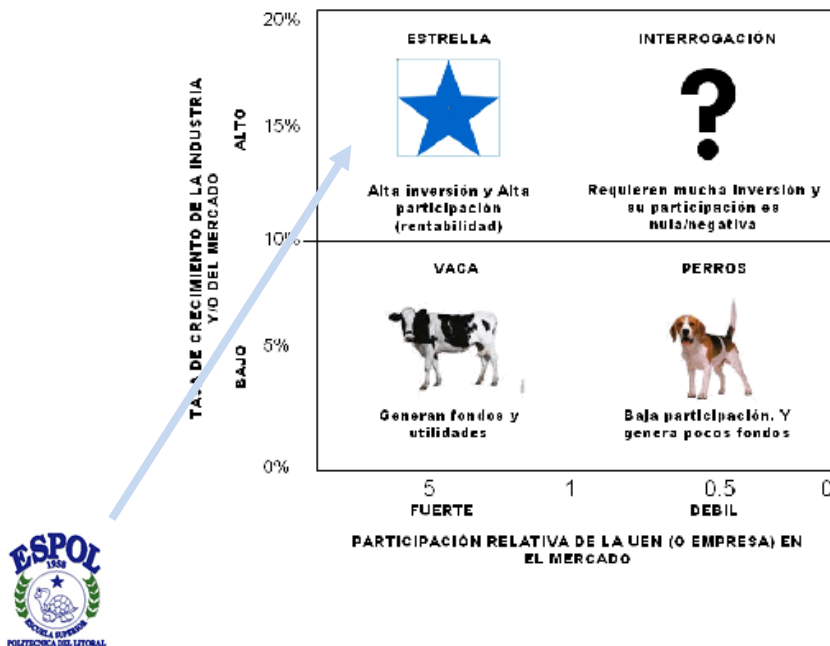 20%
ESTRELLA
INTERROGACIÓN
?
15%
ALTO
Alta inversión y Alta
participación
(rentabilidad)
Requieren mucha inversión y
su participación es
nula/negativa
10%
TASA DE CRECIMIENTO DE LA INDUSTRIA
Y/O DEL MERCADO
VACA
PERROS
5%
BAJO
Generan fondos y
utilidades
Baja participación. Y
genera pocos fondos
0%
5
1
0.5
0
FUERTE
DEBIL
PARTICIPACIÓN RELATIVA DE LA UEN (O EMPRESA) EN
EL MERCADO
ESPOL
1958
ESCUELA SUPERIOR
POLITECNICA DEL LITORAL